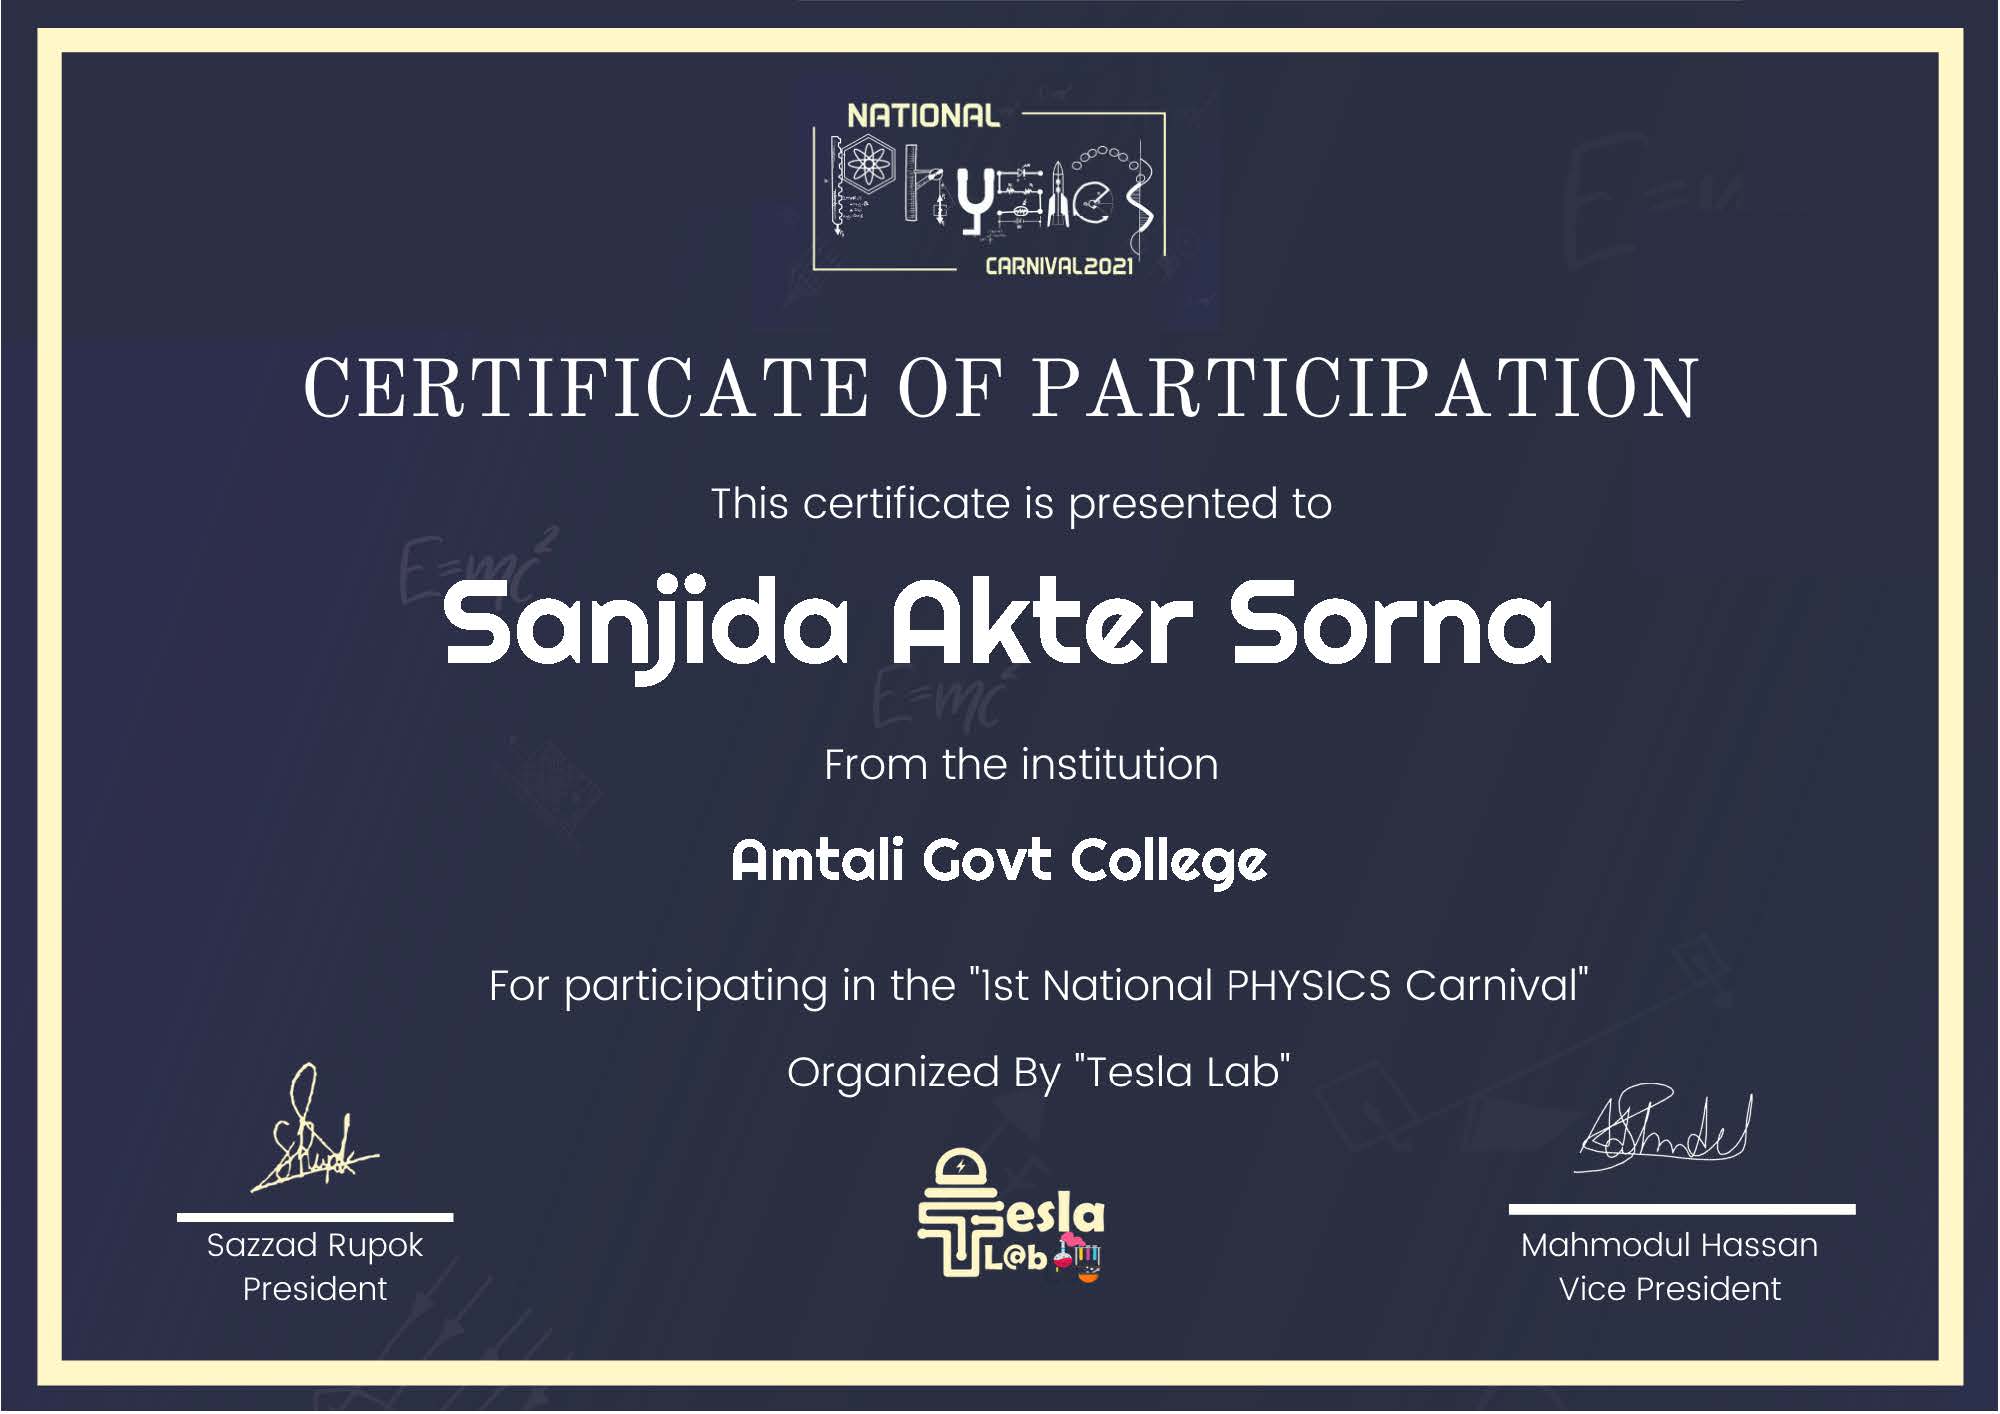 NATIONAL
Physics
CARNIVAL2021
E=m
CERTIFICATE OF PARTICIPATION
This certificate is presented to
E=mc²
Sanjida Akter Sorna
E=mc²
From the institution
Amtali Govt College
For participating in the "1st National PHYSICS Carnival"
Organized By "Tesla Lab"
Tesla
L@b
Sazzad Rupok
President
Mahmodul Hassan
Vice President